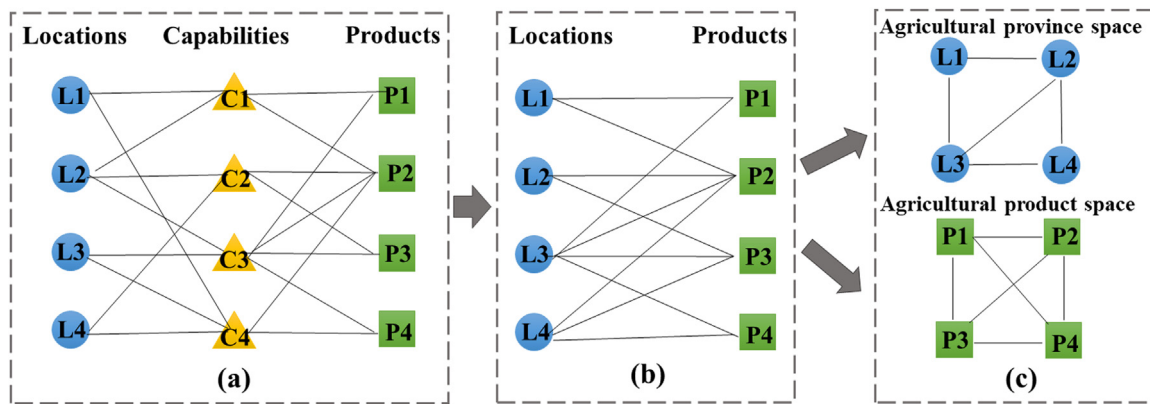 Locations Capabilities Products
L1 C1 P1
L2 C2 P2
L3 C3 P3
L4 C4 P4
(a)
Locations Products
L1 P1
L2 P2
L3 P3
L4 P4
(b)
Agricultural province space
L1 L2
L3 L4
Agricultural product space
P1 P2
P3 P4
(c)